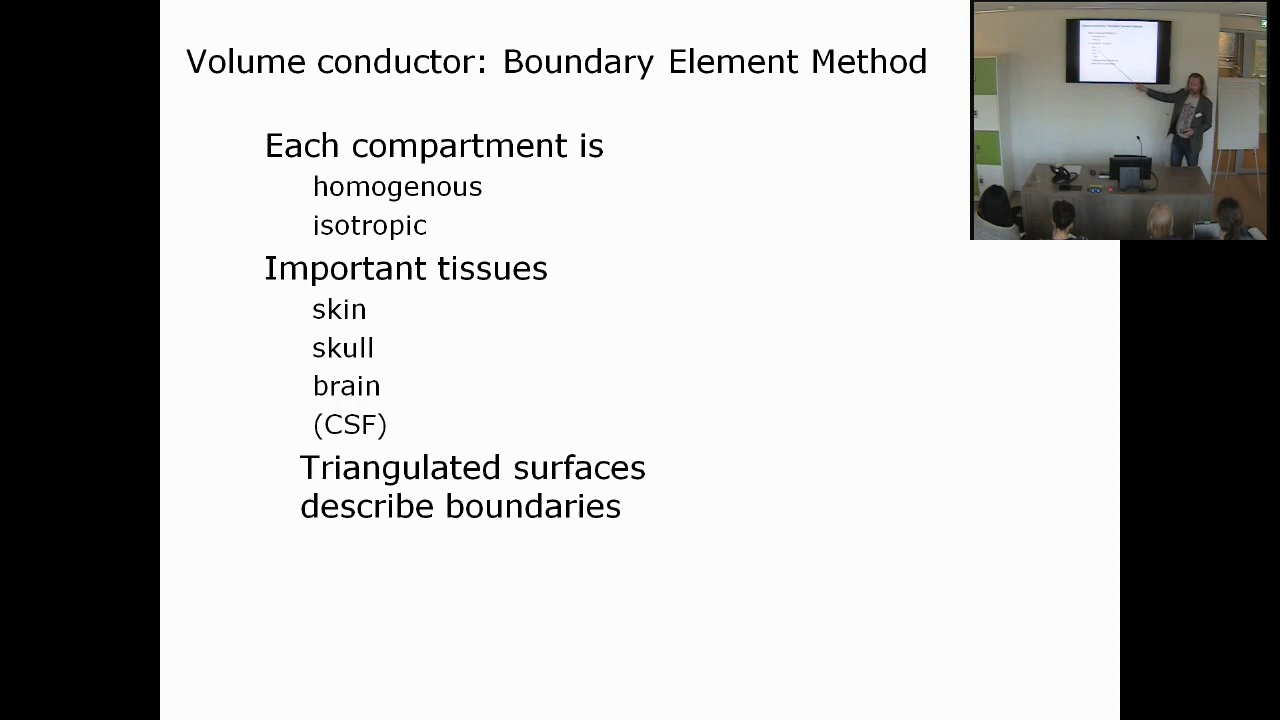 Volume conductor: Boundary Element Method
Each compartment is
homogenous
isotropic
Important tissues
skin
skull
brain
(CSF)
Triangulated surfaces
describe boundaries